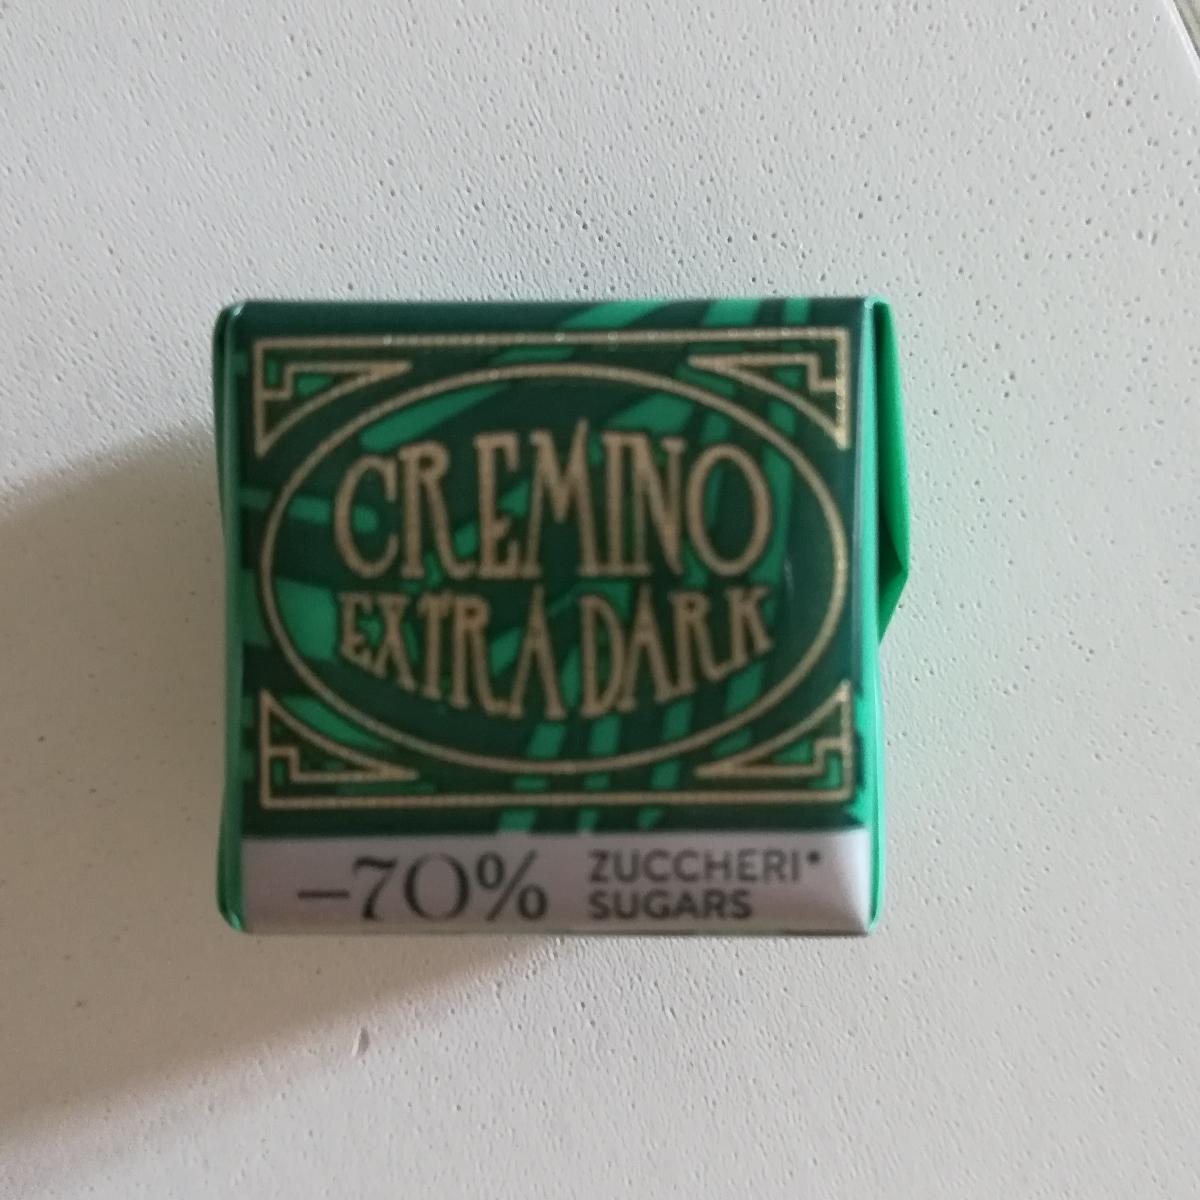 CREMINO
EXTRA DARK
–70% ZUCCHERI*
SUGARS